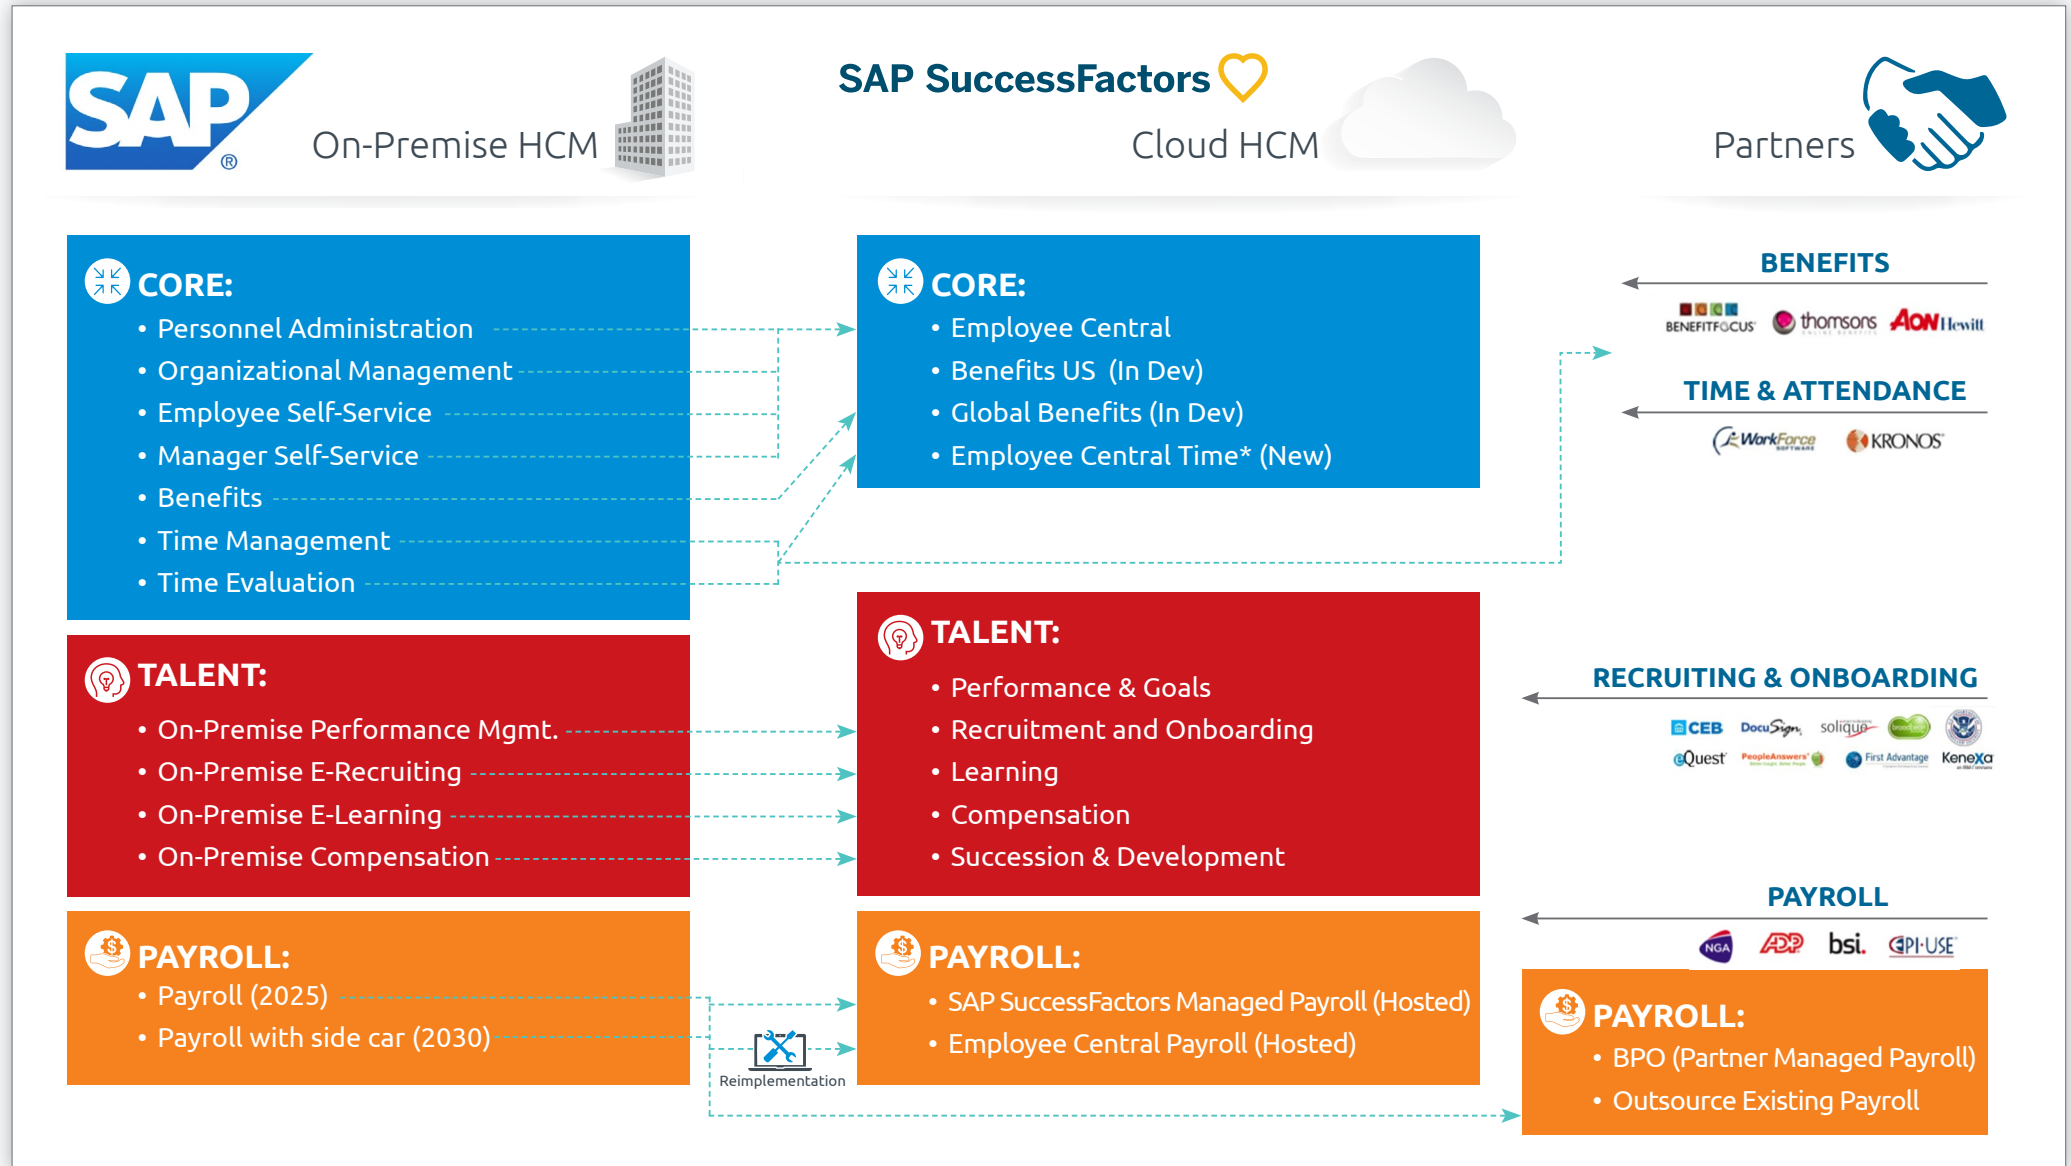 SAP®
On-Premise HCM
SAP SuccessFactors
Cloud HCM
Partners
CORE:
• Personnel Administration
• Organizational Management
• Employee Self-Service
• Manager Self-Service
• Benefits
• Time Management
• Time Evaluation
TALENT:
• On-Premise Performance Mgmt.
• On-Premise E-Recruiting
• On-Premise E-Learning
• On-Premise Compensation
PAYROLL:
• Payroll (2025)
• Payroll with side car (2030)
Reimplementation
CORE:
• Employee Central
• Benefits US (In Dev)
• Global Benefits (In Dev)
• Employee Central Time* (New)
TALENT:
• Performance & Goals
• Recruitment and Onboarding
• Learning
• Compensation
• Succession & Development
PAYROLL:
• SAP SuccessFactors Managed Payroll (Hosted)
• Employee Central Payroll (Hosted)
BENEFITS
BENEFITFOCUS thomsons AON Hewitt
ONLINE BENEFITS
TIME & ATTENDANCE
WorkForce KRONOS
SOFTWARE
RECRUITING & ONBOARDING
CEB DocuSign solique
eQuest PeopleAnswers First Advantage Kenexa
PAYROLL
NGA ADP bsi. EPI-USE
PAYROLL:
• BPO (Partner Managed Payroll)
• Outsource Existing Payroll